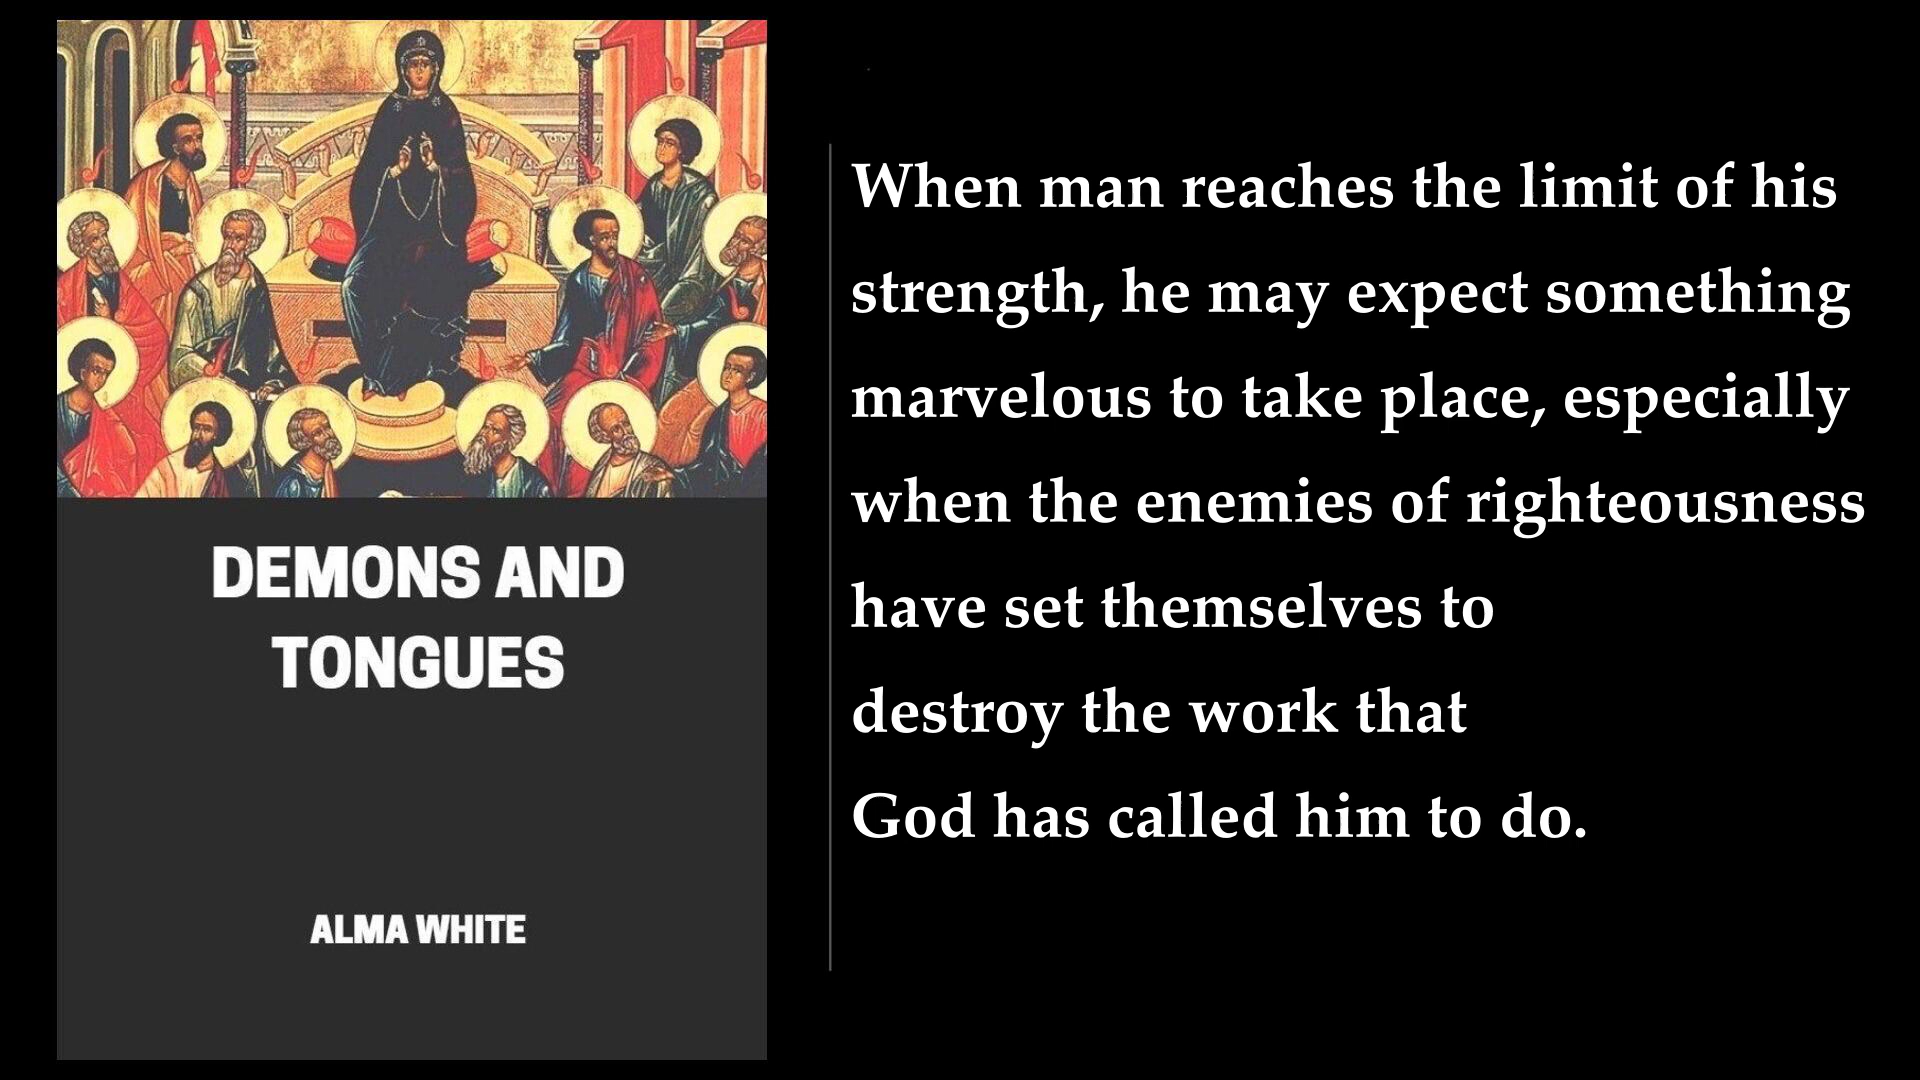 DEMONS AND
TONGUES
ALMA WHITE
When man reaches the limit of his
strength, he may expect something
marvelous to take place, especially
when the enemies of righteousness
have set themselves to
destroy the work that
God has called him to do.